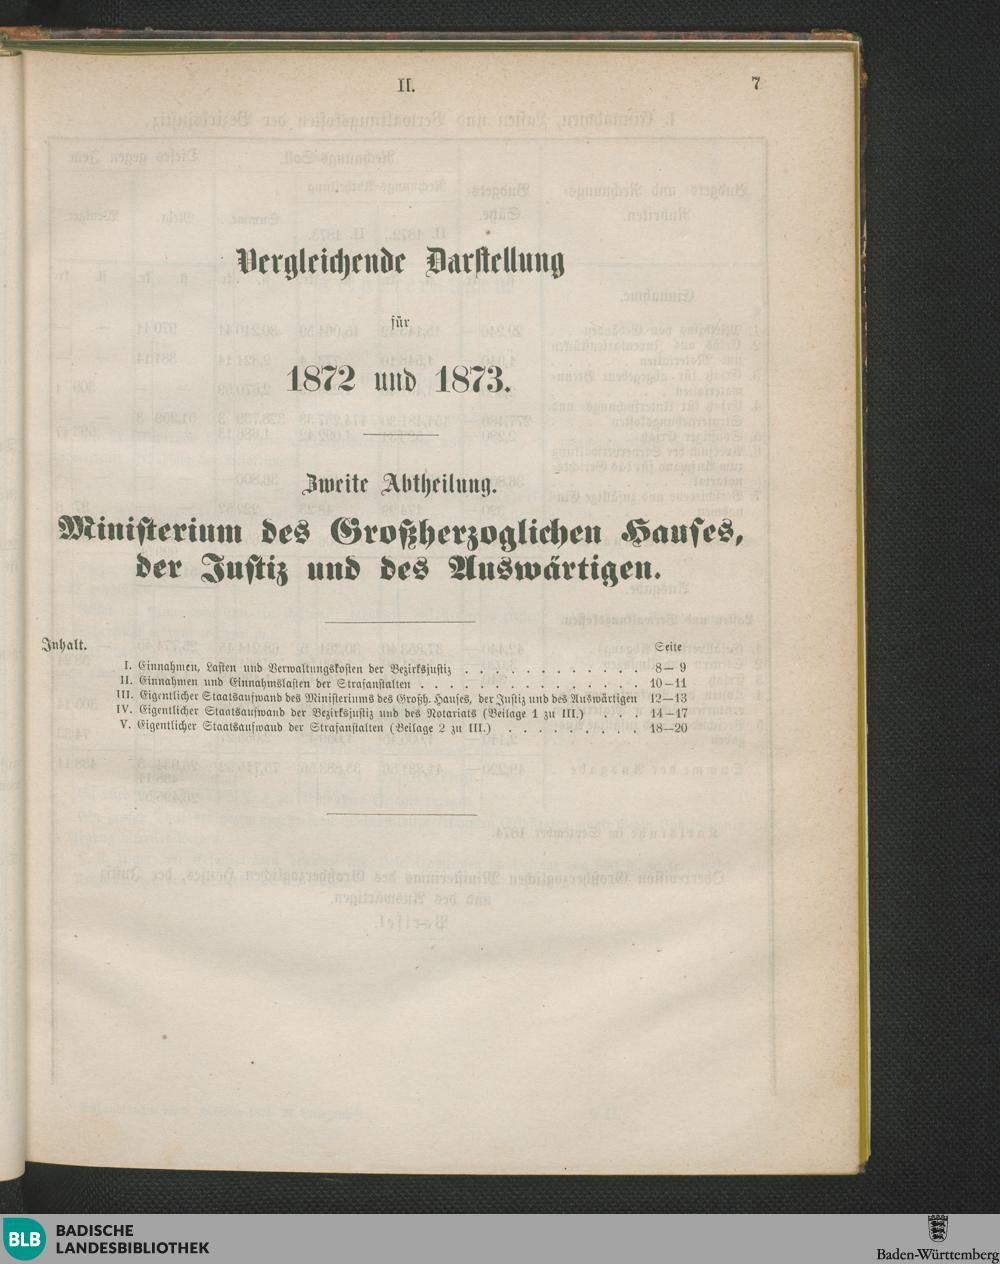 II.
7
Vergleichende Darstellung
für
1872 und 1873.
Zweite Abtheilung.
Ministerium des Großherzoglichen Hauses,
der Justiz und des Auswärtigen.
Inhalt. Seite
I. Einnahmen, Lasten und Verwaltungskosten der Bezirksjustiz . . . . . . . . . . . . . 8— 9
II. Einnahmen und Einnahmslasten der Strafanstalten . . . . . . . . . . . . . . . . . 10—11
III. Eigentlicher Staatsaufwand des Ministeriums des Großh. Hauses, der Justiz und des Auswärtigen 12—13
IV. Eigentlicher Staatsaufwand der Bezirksjustiz und des Notariats (Beilage 1 zu III.) . . . 14—17
V. Eigentlicher Staatsaufwand der Strafanstalten (Beilage 2 zu III.) . . . . . . . . . . 18—20
BLB BADISCHE
LANDESBIBLIOTHEK
Baden-Württemberg